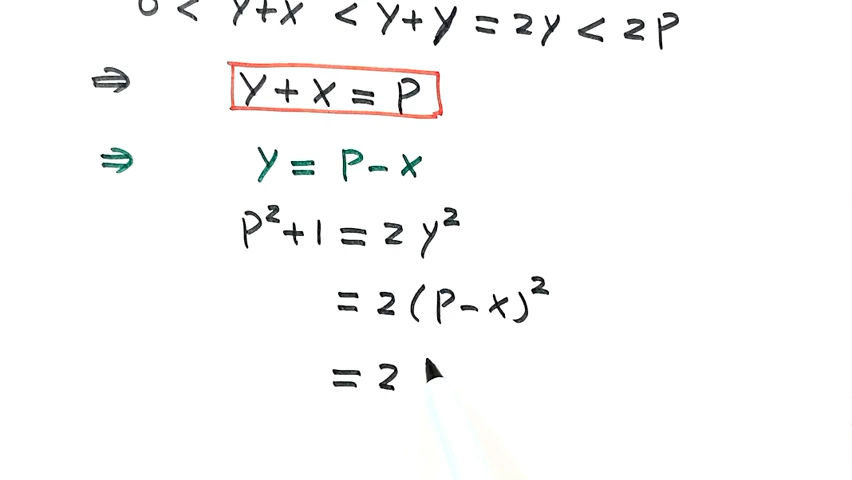 0 < y+x < y+y = 2y < 2P
⇒ y+x = P
⇒ y = P-x
P²+1 = 2y²
= 2(P-x)²
= 2